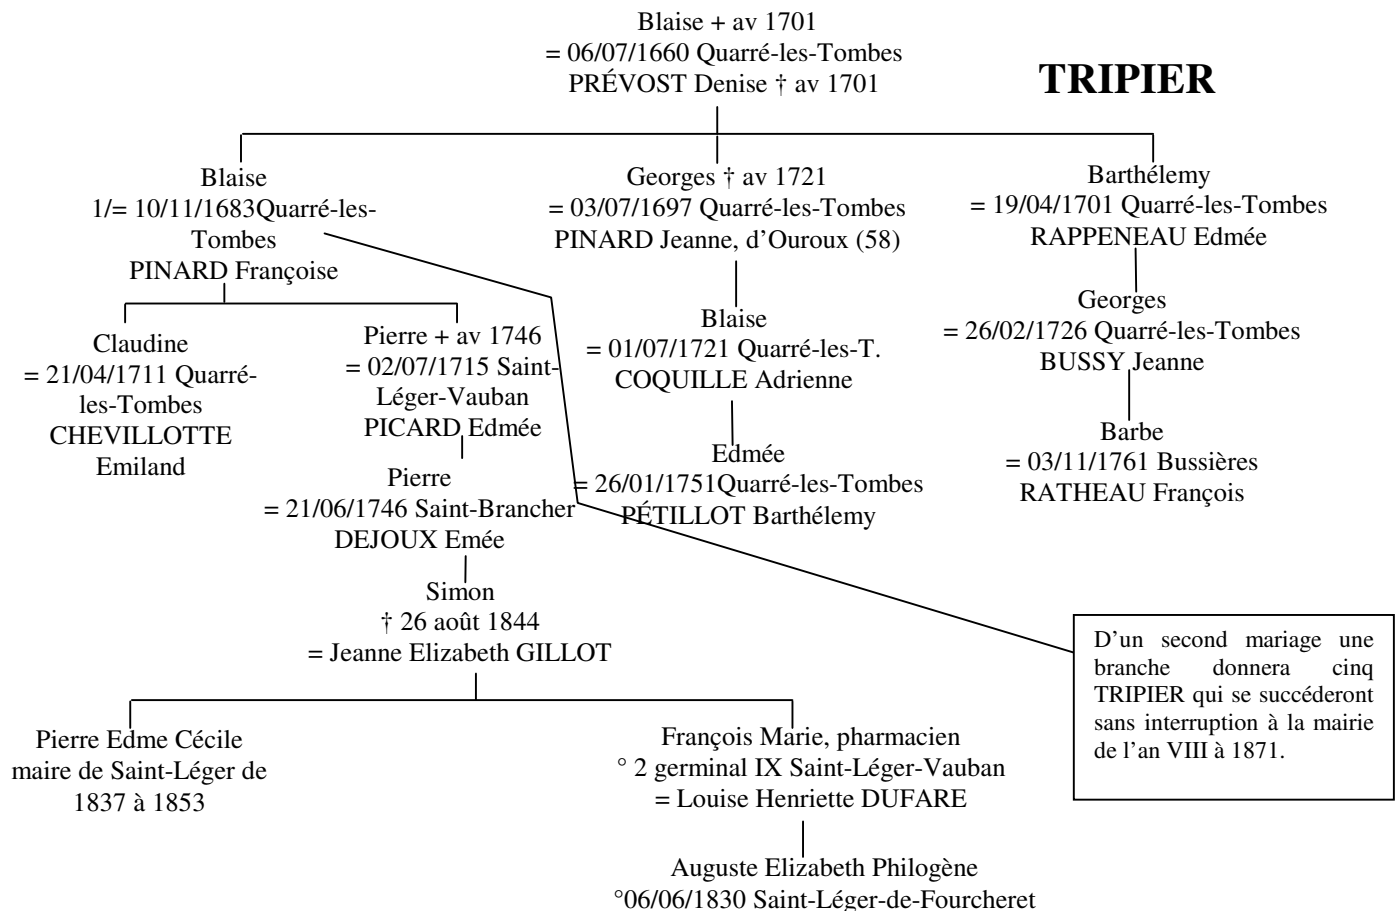 Blaise + av 1701
= 06/07/1660 Quarré-les-Tombes
PRÉVOST Denise † av 1701
TRIPIER
Blaise
1/= 10/11/1683Quarré-les-
Tombes
PINARD Françoise
Georges † av 1721
= 03/07/1697 Quarré-les-Tombes
PINARD Jeanne, d'Ouroux (58)
Barthélemy
= 19/04/1701 Quarré-les-Tombes
RAPPENEAU Edmée
Claudine
= 21/04/1711 Quarré-
les-Tombes
CHEVILLOTTE
Emiland
Pierre + av 1746
= 02/07/1715 Saint-
Léger-Vauban
PICARD Edmée
Blaise
= 01/07/1721 Quarré-les-T.
COQUILLE Adrienne
Georges
= 26/02/1726 Quarré-les-Tombes
BUSSY Jeanne
Pierre
= 21/06/1746 Saint-Brancher
DEJOUX Emée
Edmée
= 26/01/1751Quarré-les-Tombes
PÉTILLOT Barthélemy
Barbe
= 03/11/1761 Bussières
RATHEAU François
Simon
† 26 août 1844
= Jeanne Elizabeth GILLOT
D'un second mariage une
branche donnera cinq
TRIPIER qui se succéderont
sans interruption à la mairie
de l'an VIII à 1871.
Pierre Edme Cécile
maire de Saint-Léger de
1837 à 1853
François Marie, pharmacien
° 2 germinal IX Saint-Léger-Vauban
= Louise Henriette DUFARE
Auguste Elizabeth Philogène
°06/06/1830 Saint-Léger-de-Fourcheret